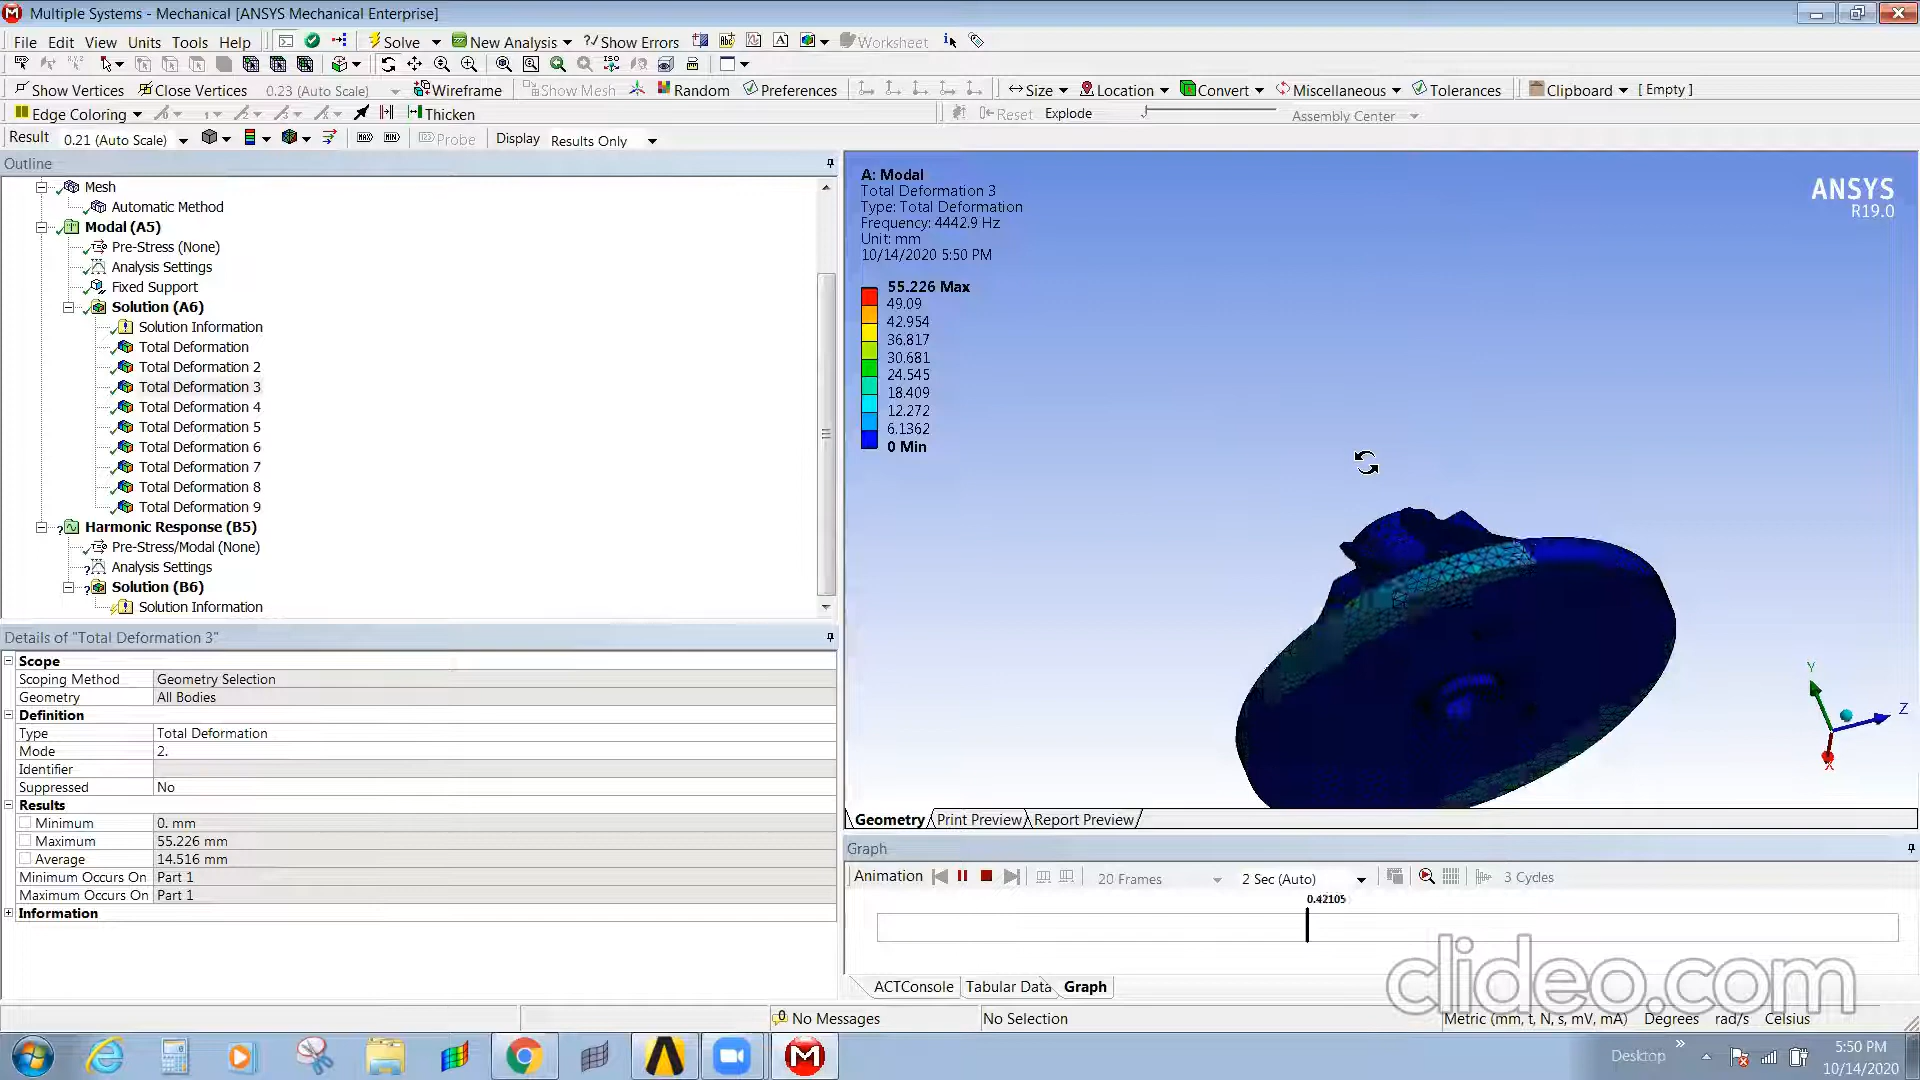 Multiple Systems - Mechanical [ANSYS Mechanical Enterprise]
File Edit View Units Tools Help Solve New Analysis ?/Show Errors Worksheet
Show Vertices Close Vertices 0.23 (Auto Scale) Wireframe Show Mesh Random Preferences Size Location Convert Miscellaneous Tolerances Clipboard [ Empty ]
Edge Coloring Thicken Reset Explode Assembly Center
Result 0.21 (Auto Scale) MAX MIN Probe Display Results Only
Outline
Mesh
Automatic Method
Modal (A5)
Pre-Stress (None)
Analysis Settings
Fixed Support
Solution (A6)
Solution Information
Total Deformation
Total Deformation 2
Total Deformation 3
Total Deformation 4
Total Deformation 5
Total Deformation 6
Total Deformation 7
Total Deformation 8
Total Deformation 9
Harmonic Response (B5)
Pre-Stress/Modal (None)
Analysis Settings
Solution (B6)
Solution Information
Details of "Total Deformation 3"
Scope
Scoping Method Geometry Selection
Geometry All Bodies
Definition
Type Total Deformation
Mode 2.
Identifier
Suppressed No
Results
Minimum 0. mm
Maximum 55.226 mm
Average 14.516 mm
Minimum Occurs On Part 1
Maximum Occurs On Part 1
Information
A: Modal
Total Deformation 3
Type: Total Deformation
Frequency: 4442.9 Hz
Unit: mm
10/14/2020 5:50 PM
55.226 Max
49.09
42.954
36.817
30.681
24.545
18.409
12.272
6.1362
0 Min
ANSYS
R19.0
Y
Z
X
Geometry Print Preview Report Preview
Graph
Animation 20 Frames 2 Sec (Auto) 3 Cycles
0.42105
ACTConsole Tabular Data Graph
clideo.com
No Messages No Selection Metric (mm, t, N, s, mV, mA) Degrees rad/s Celsius
Desktop
5:50 PM
10/14/2020